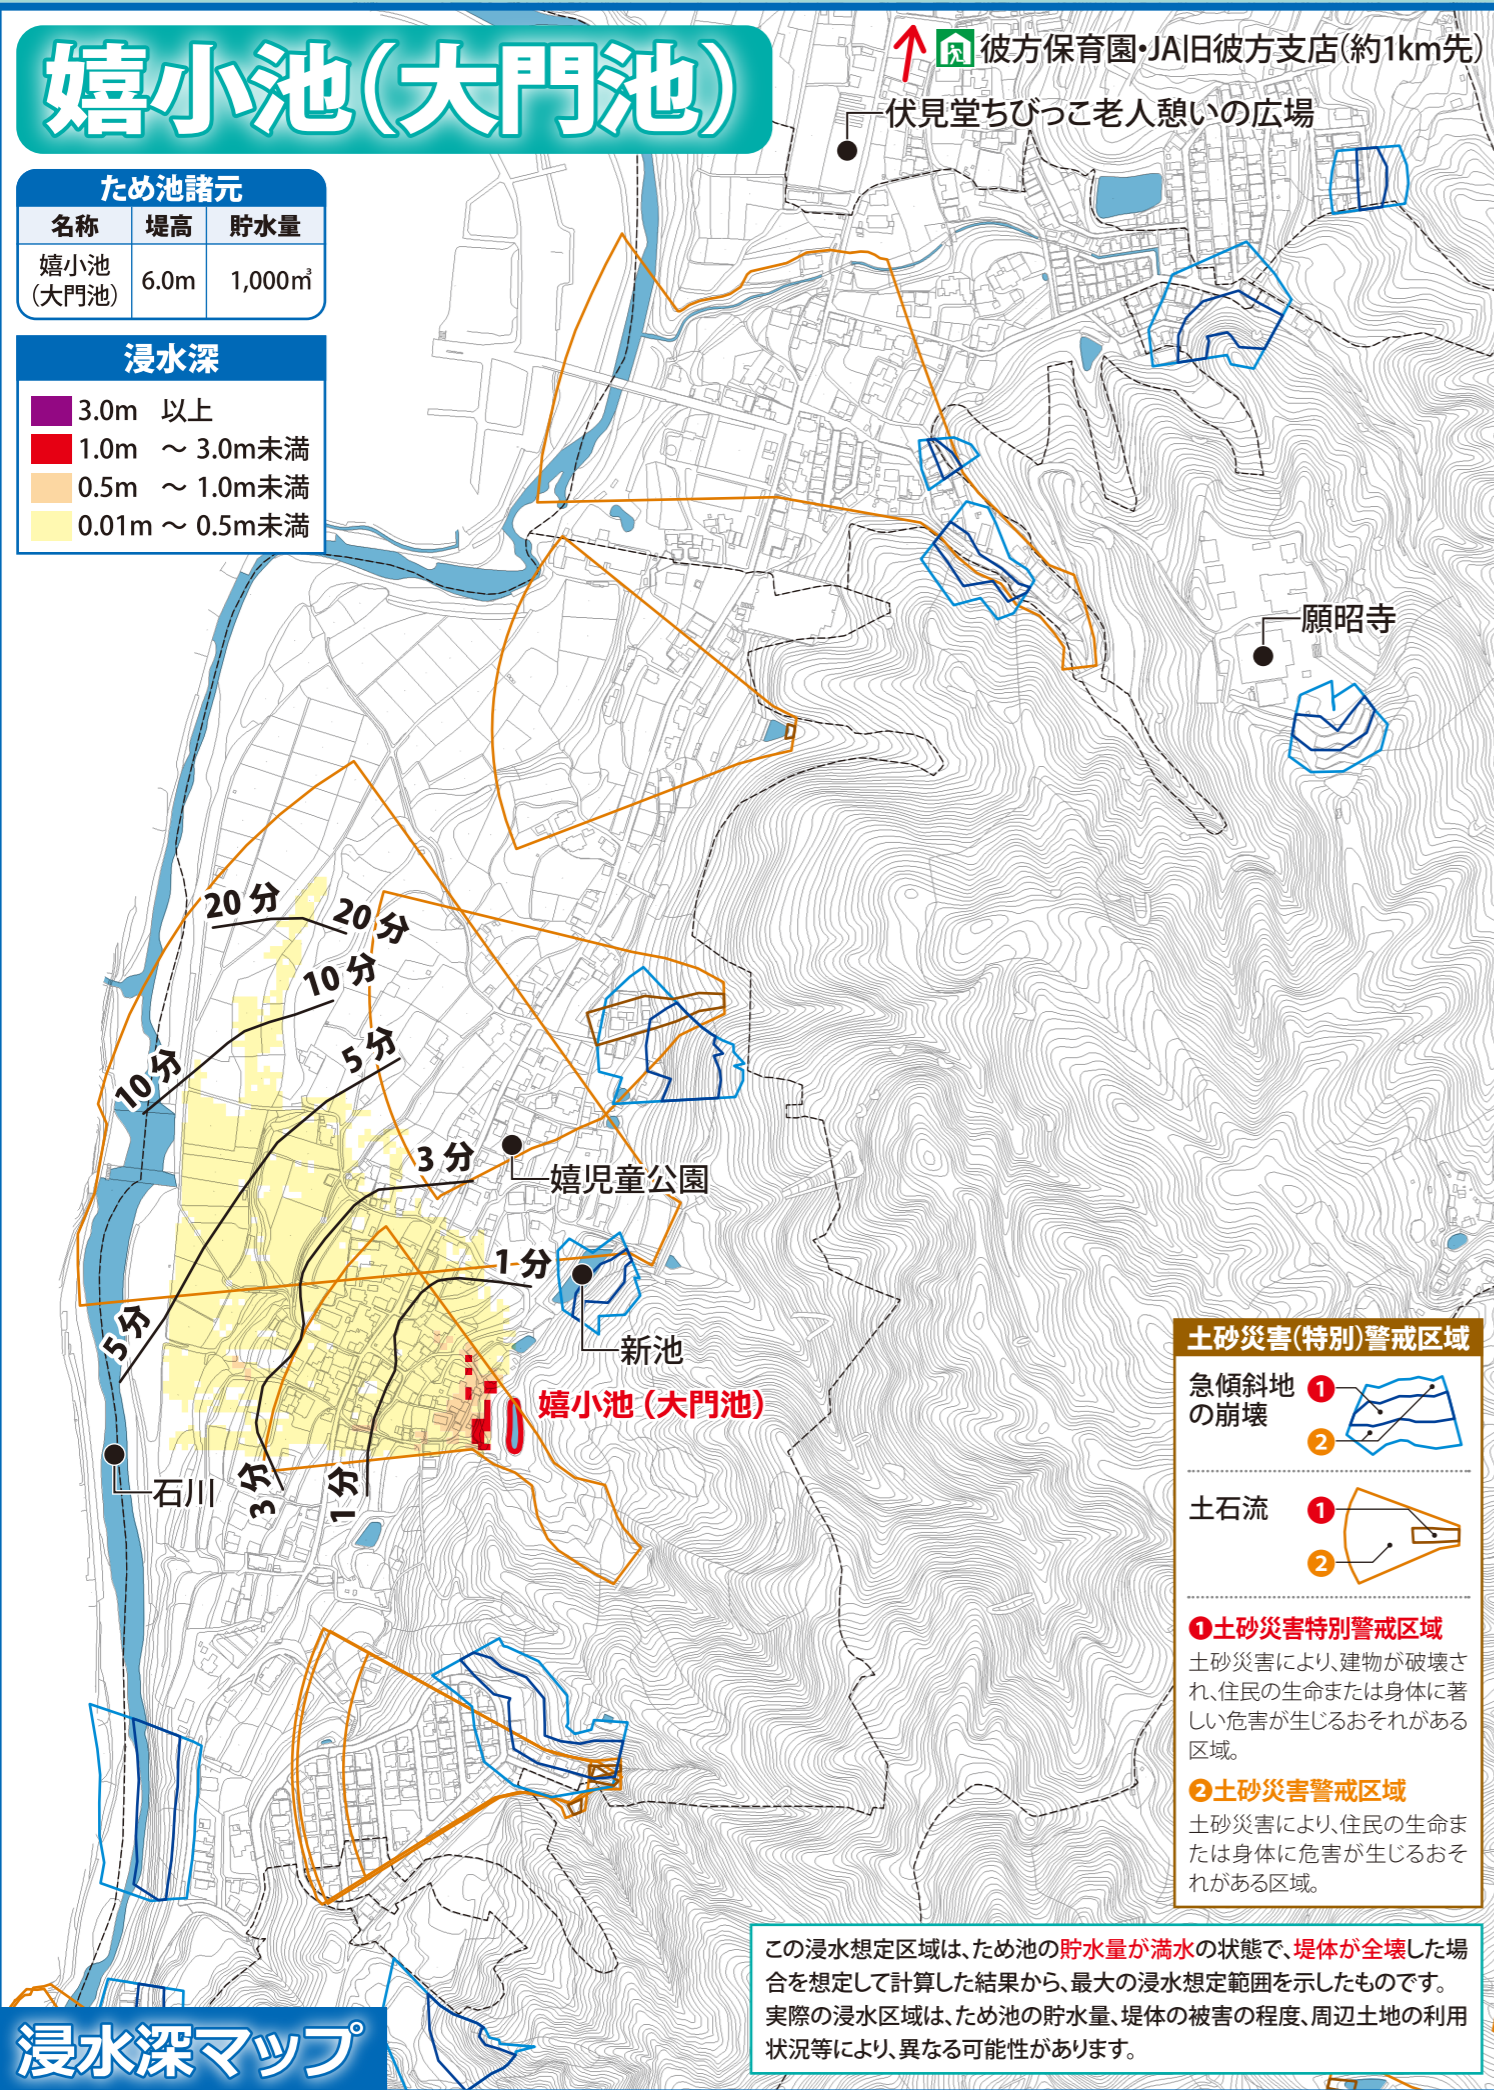 嬉小池(大門池)
彼方保育園・JA旧彼方支店(約1km先)
伏見堂ちびっこ老人憩いの広場
ため池諸元
名称 堤高 貯水量
嬉小池
(大門池) 6.0m 1,000㎥
浸水深
3.0m 以上
1.0m ～ 3.0m未満
0.5m ～ 1.0m未満
0.01m ～ 0.5m未満
願昭寺
20分
20分
10分
10分
5分
3分
嬉児童公園
1分
5分
新池
嬉小池(大門池)
石川
3分
1分
土砂災害(特別)警戒区域
急傾斜地
の崩壊
1
2
土石流
1
2
❶土砂災害特別警戒区域
土砂災害により、建物が破壊さ
れ、住民の生命または身体に著
しい危害が生じるおそれがある
区域。
❷土砂災害警戒区域
土砂災害により、住民の生命ま
たは身体に危害が生じるおそ
れがある区域。
この浸水想定区域は、ため池の貯水量が満水の状態で、堤体が全壊した場
合を想定して計算した結果から、最大の浸水想定範囲を示したものです。
実際の浸水区域は、ため池の貯水量、堤体の被害の程度、周辺土地の利用
状況等により、異なる可能性があります。
浸水深マップ